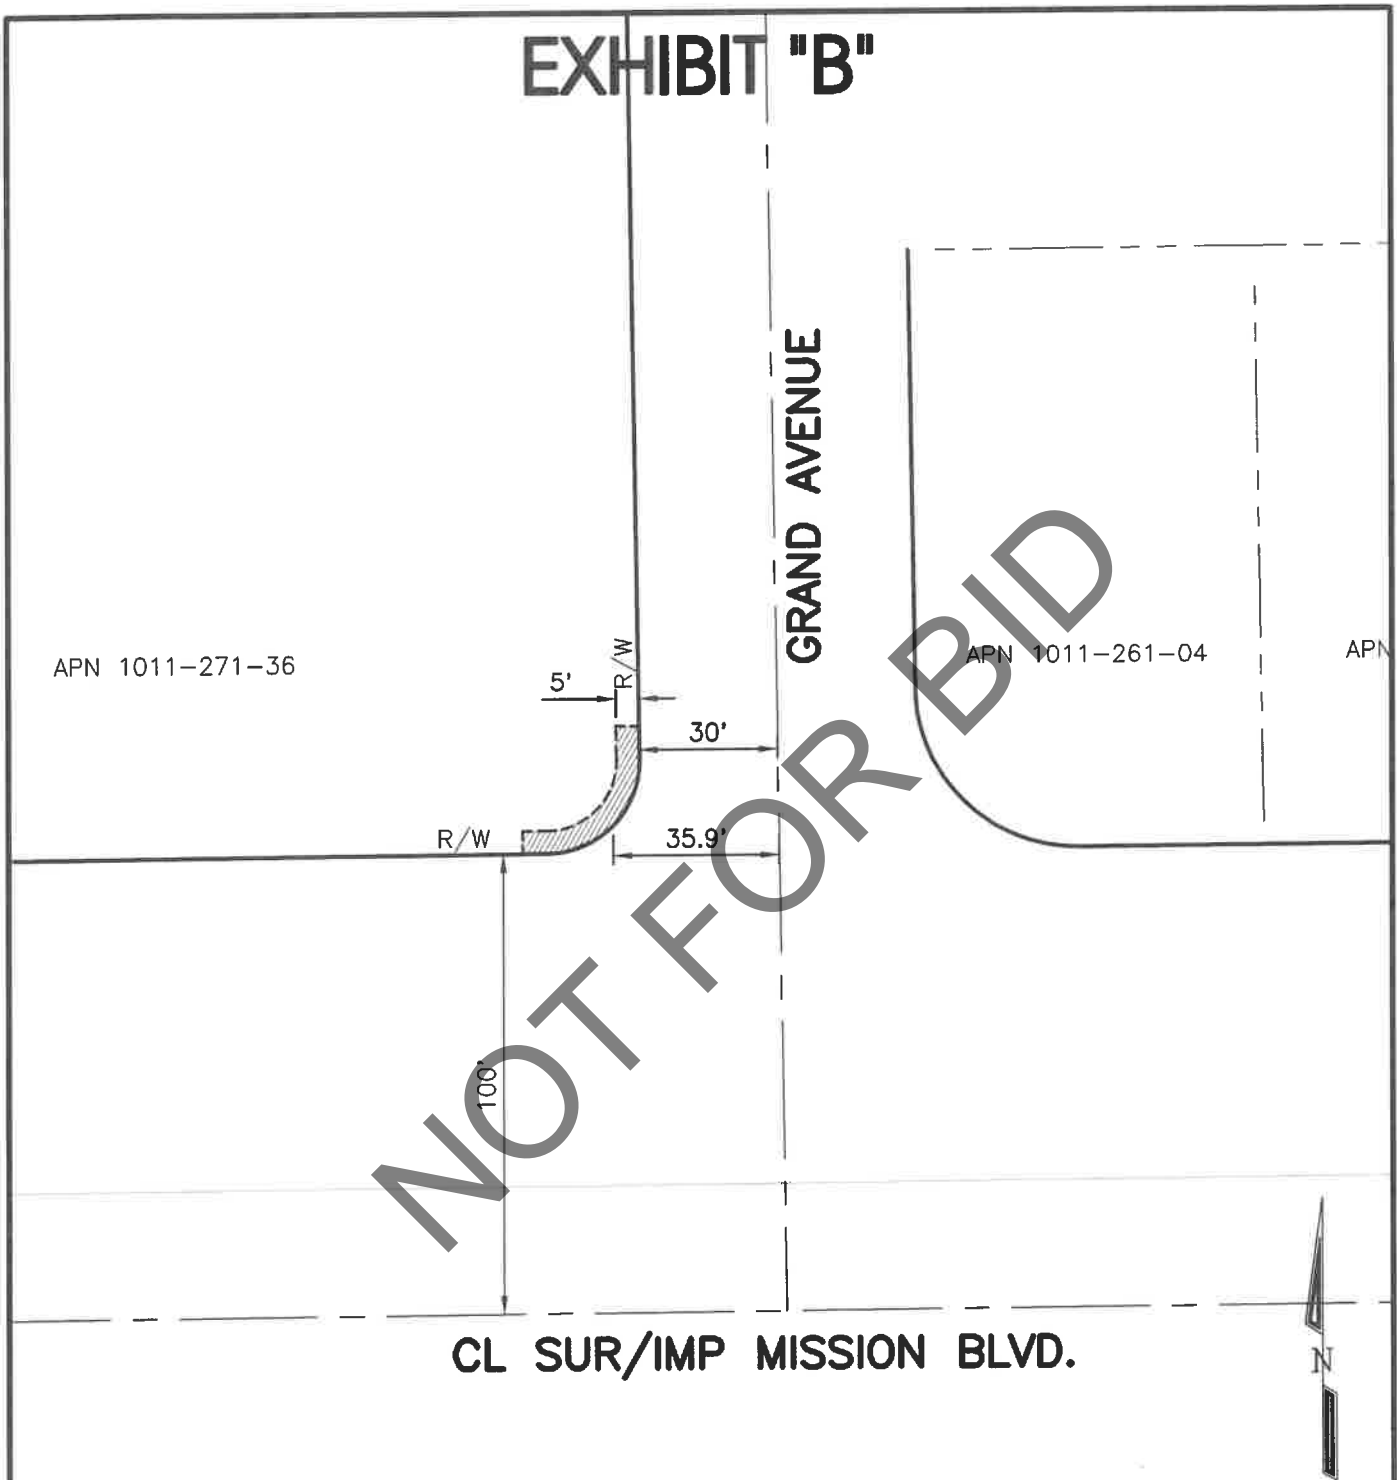 EXHIBIT "B"
GRAND AVENUE
APN 1011-271-36
APN 1011-261-04
APN
R/W
5'
30'
R/W
35.9'
100'
NOT FOR BID
CL SUR/IMP MISSION BLVD.
N